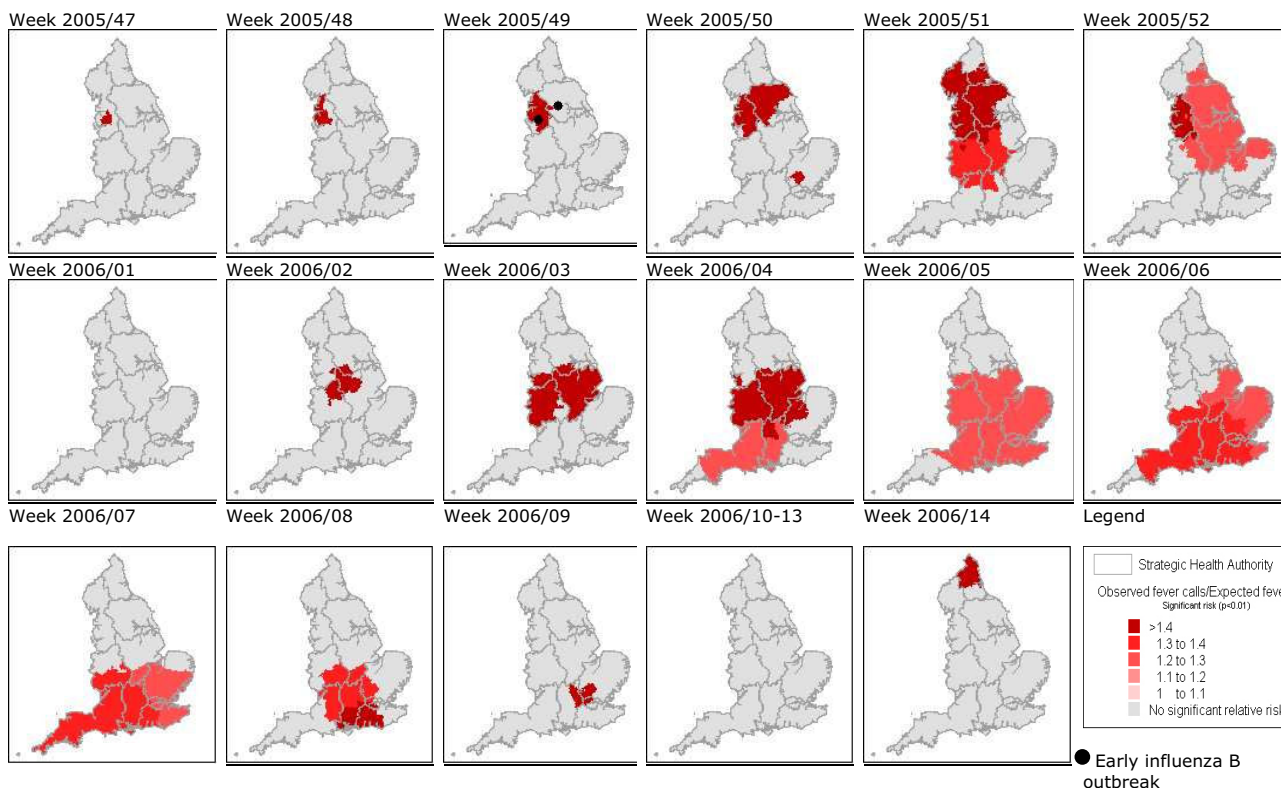 Week 2005/47
Week 2005/48
Week 2005/49
Week 2005/50
Week 2005/51
Week 2005/52
Week 2006/01
Week 2006/02
Week 2006/03
Week 2006/04
Week 2006/05
Week 2006/06
Week 2006/07
Week 2006/08
Week 2006/09
Week 2006/10-13
Week 2006/14
Legend
Strategic Health Authority
Observed fever calls/Expected feve
Significant risk (p<0.01)
>1.4
1.3 to 1.4
1.2 to 1.3
1.1 to 1.2
1 to 1.1
No significant relative risk
Early influenza B
outbreak